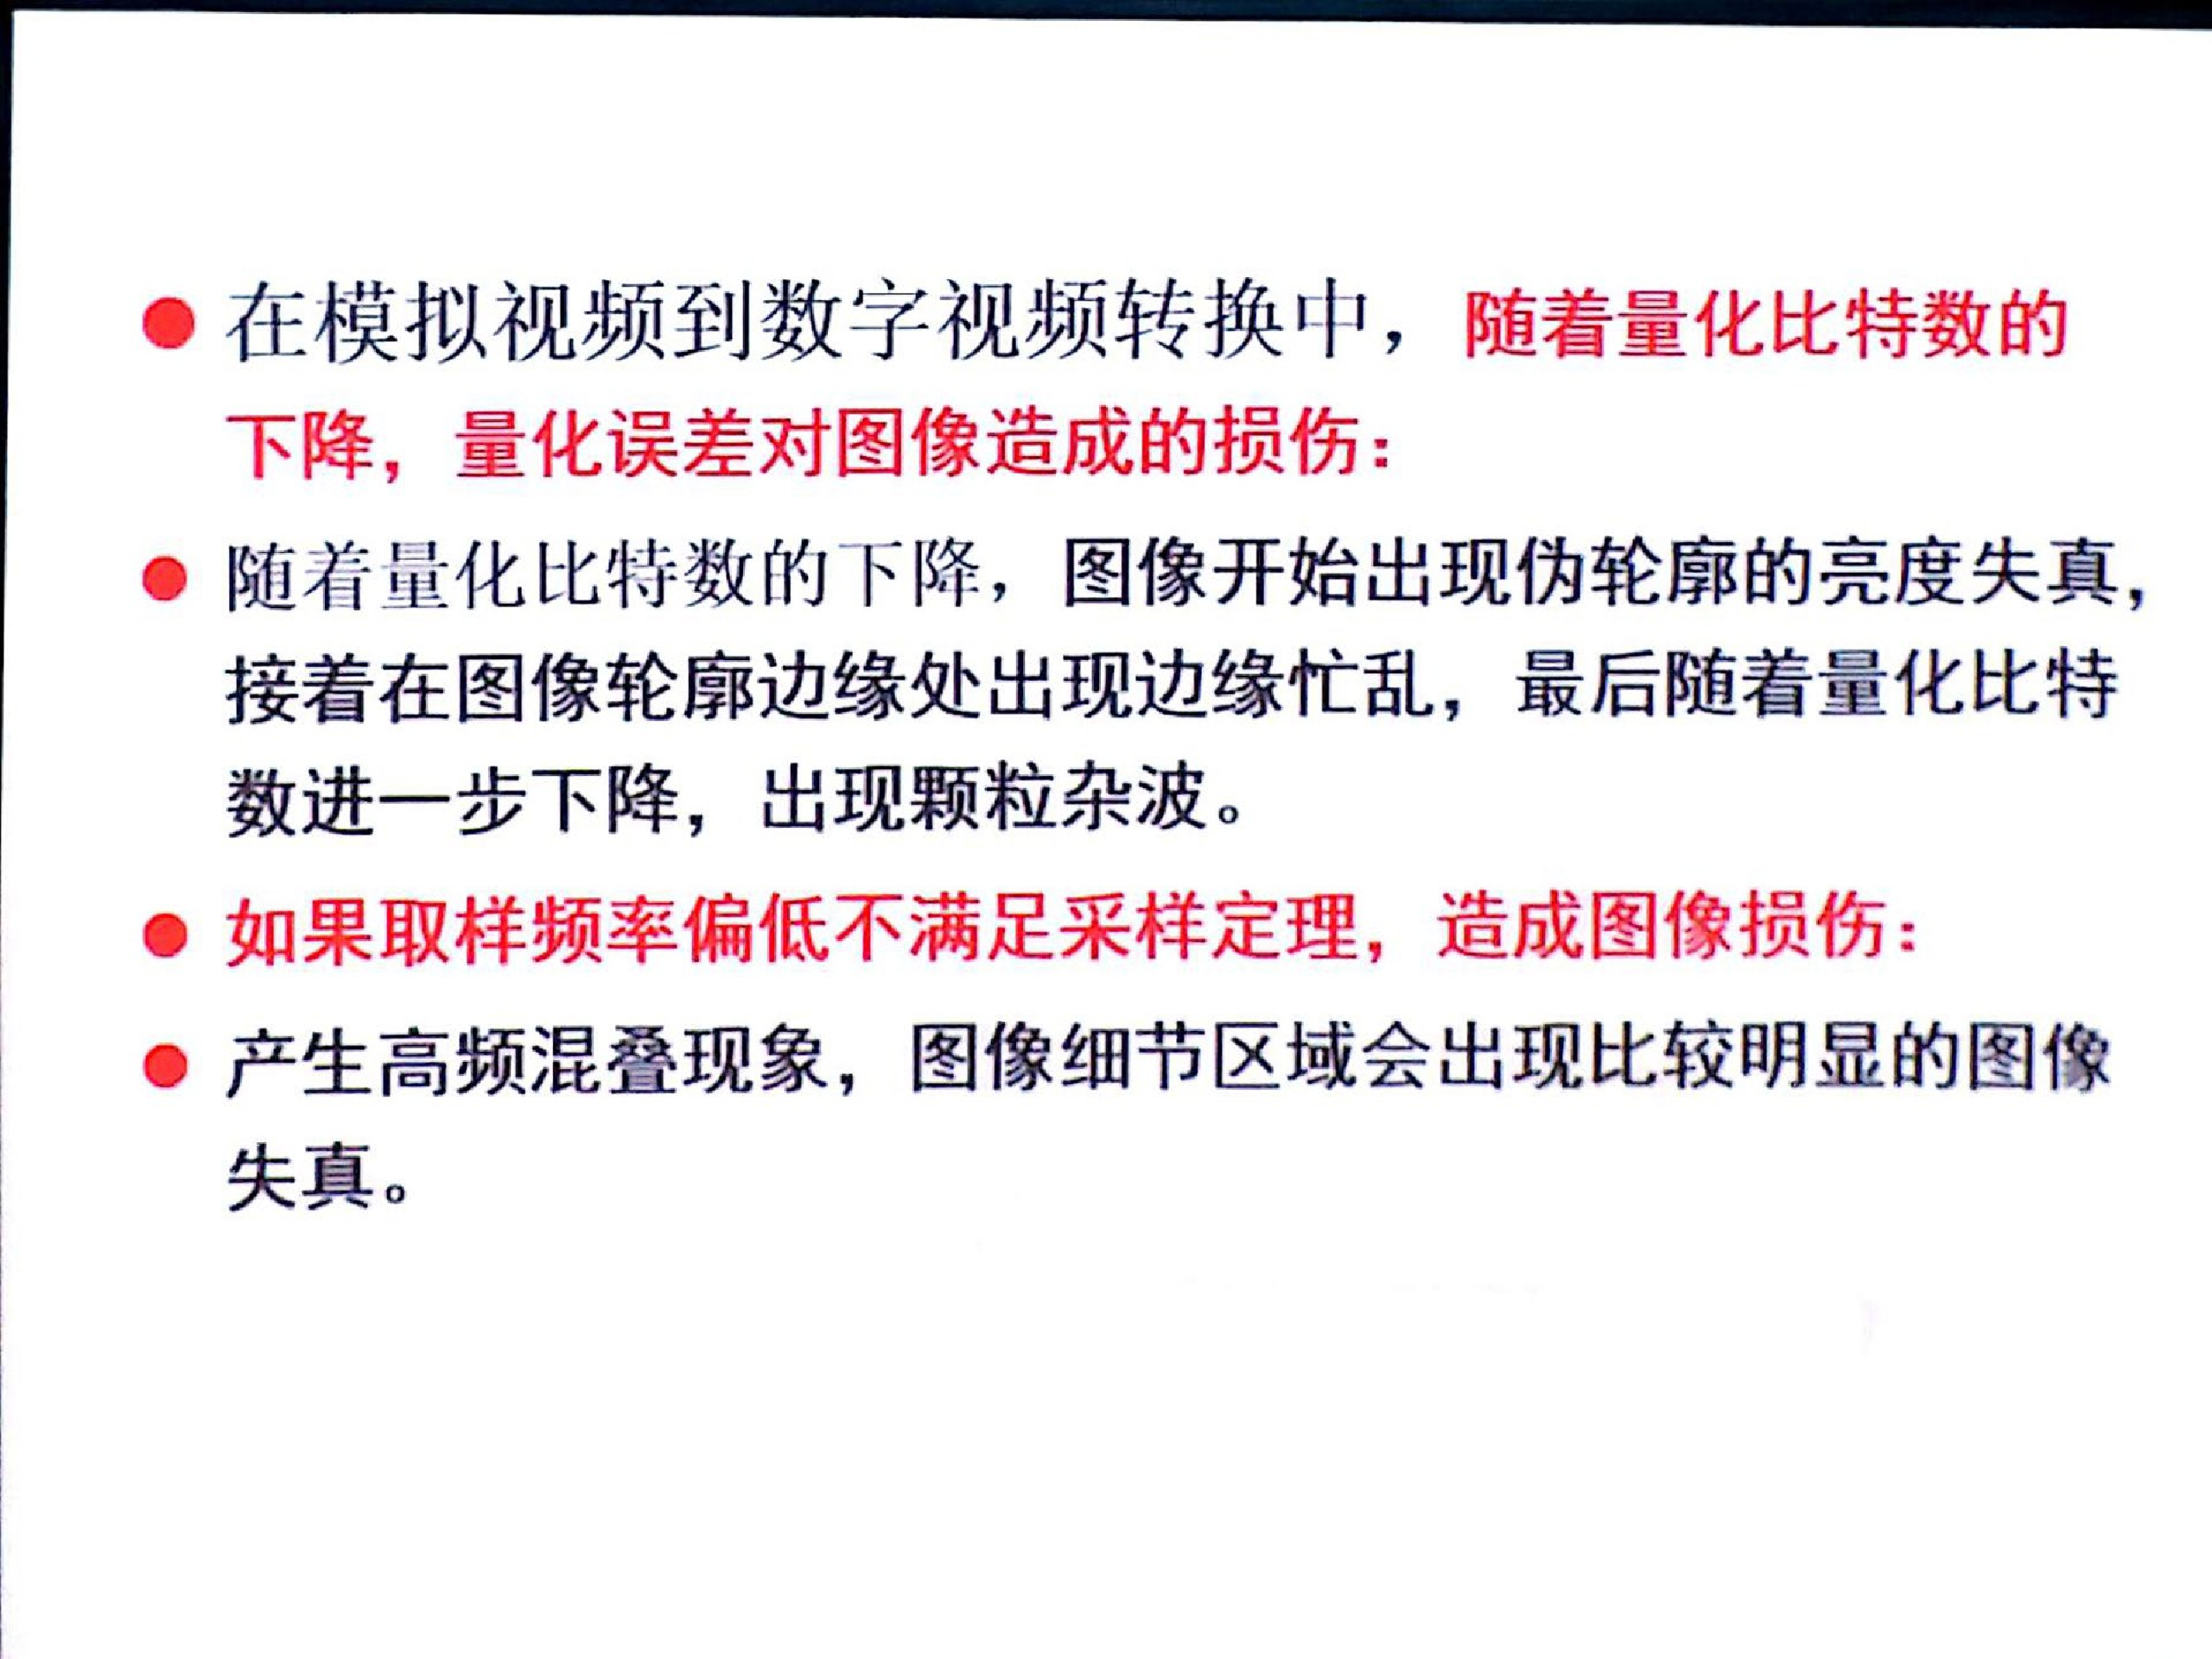 在模拟视频到数字视频转换中，随着量化比特数的
下降，量化误差对图像造成的损伤：
随着量化比特数的下降，图像开始出现伪轮廓的亮度失真，
接着在图像轮廓边缘处出现边缘忙乱，最后随着量化比特
数进一步下降，出现颗粒杂波。
如果取样频率偏低不满足采样定理，造成图像损伤：
产生高频混叠现象，图像细节区域会出现比较明显的图像
失真。